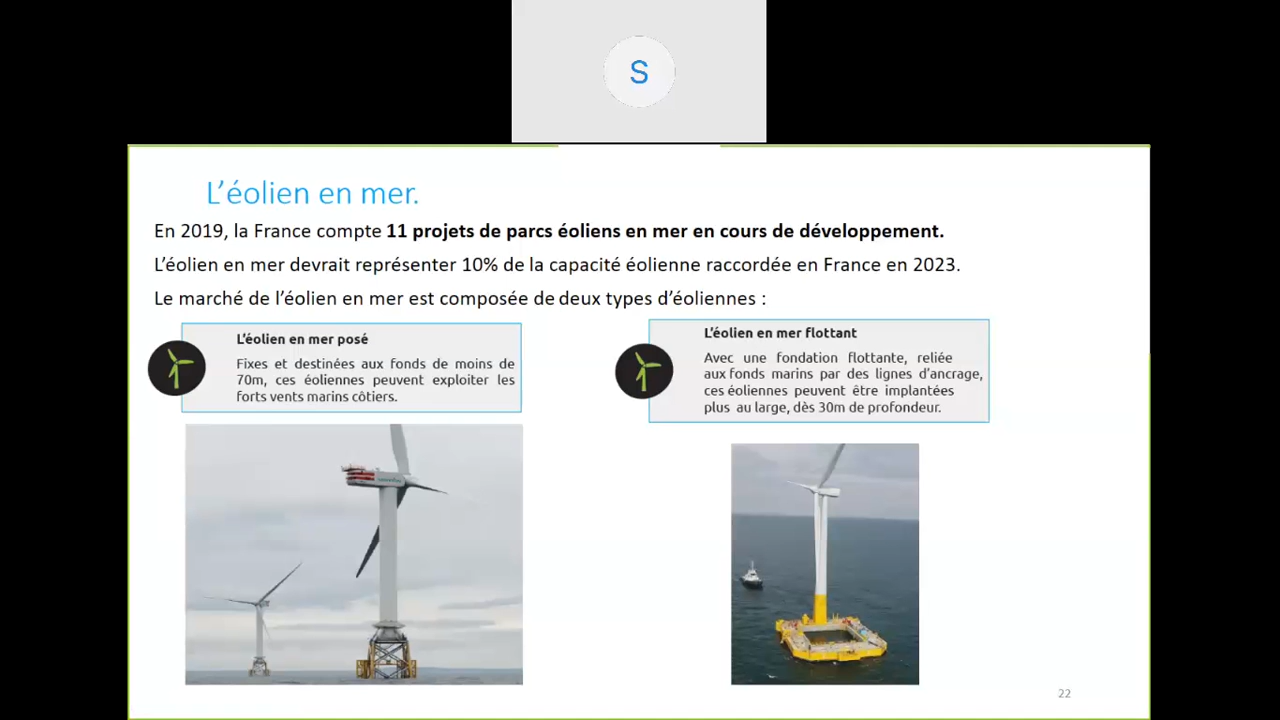 S
L'éolien en mer.
En 2019, la France compte 11 projets de parcs éoliens en mer en cours de développement.
L'éolien en mer devrait représenter 10% de la capacité éolienne raccordée en France en 2023.
Le marché de l'éolien en mer est composée de deux types d'éoliennes :
L'éolien en mer posé
Fixes et destinées aux fonds de moins de
70m, ces éoliennes peuvent exploiter les
forts vents marins côtiers.
L'éolien en mer flottant
Avec une fondation flottante, reliée
aux fonds marins par des lignes d'ancrage,
ces éoliennes peuvent être implantées
plus au large, dès 30m de profondeur.
22